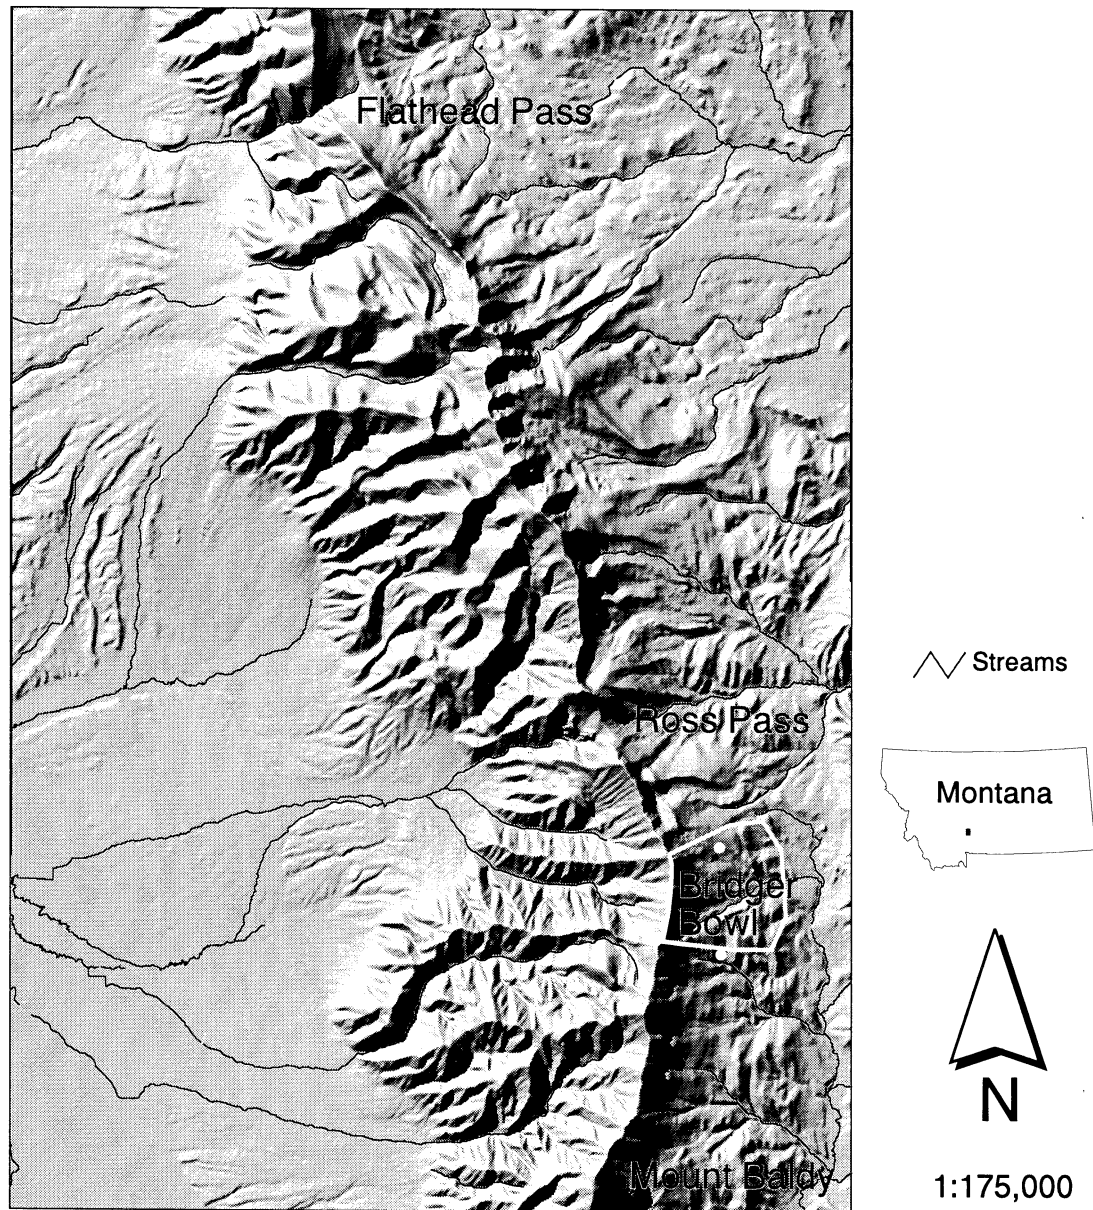 Flathead Pass
Streams
Ross Pass
Montana
Bridger
Bowl
N
Mount Baldy
1:175,000